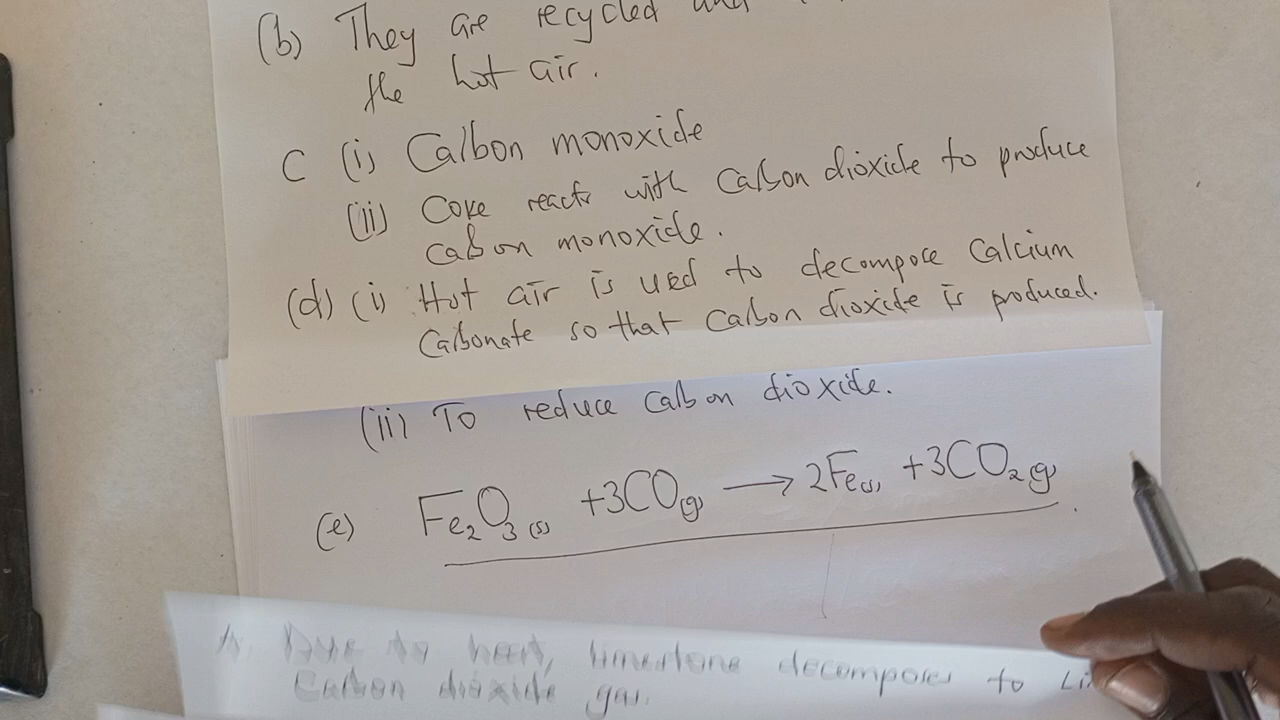 (b) They are recycled and
the hot air.
C (i) Carbon monoxide
(ii) Coke reacts with Carbon dioxide to produce
carbon monoxide.
(d) (i) Hot air is used to decompose Calcium
Carbonate so that Carbon dioxide is produced.
(ii) To reduce carbon dioxide.
(e) Fe₂O₃(s) +3CO(g) → 2Fe(s) +3CO₂(g)
Due to heat, limestone decomposes to
Carbon dioxide gas.